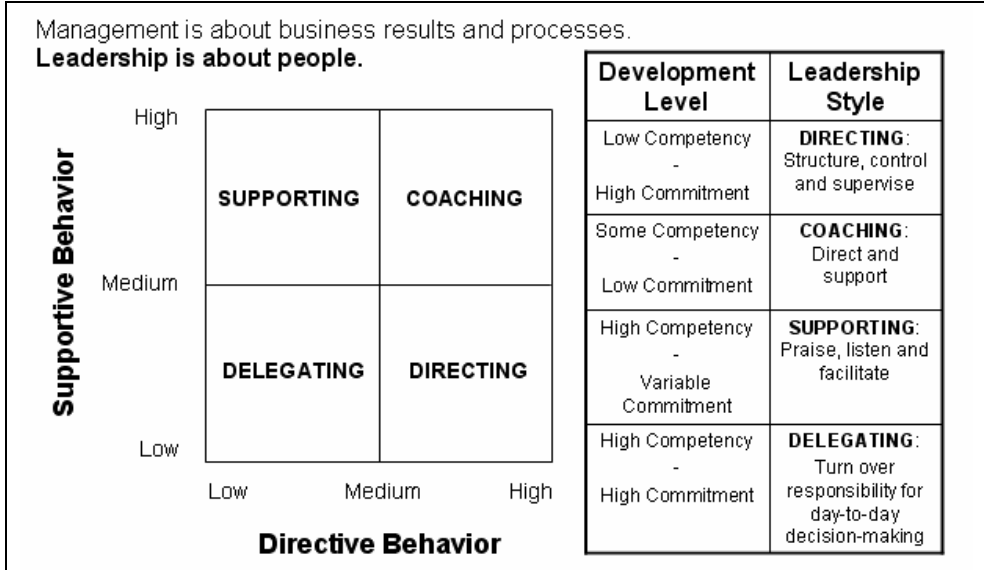 Management is about business results and processes.
Leadership is about people.
Supportive Behavior
High
Medium
Low
SUPPORTING
COACHING
DELEGATING
DIRECTING
Low
Medium
High
Directive Behavior
Development
Level
Leadership
Style
Low Competency
-
High Commitment
DIRECTING:
Structure, control
and supervise
Some Competency
-
Low Commitment
COACHING:
Direct and
support
High Competency
-
Variable
Commitment
SUPPORTING:
Praise, listen and
facilitate
High Competency
-
High Commitment
DELEGATING:
Turn over
responsibility for
day-to-day
decision-making